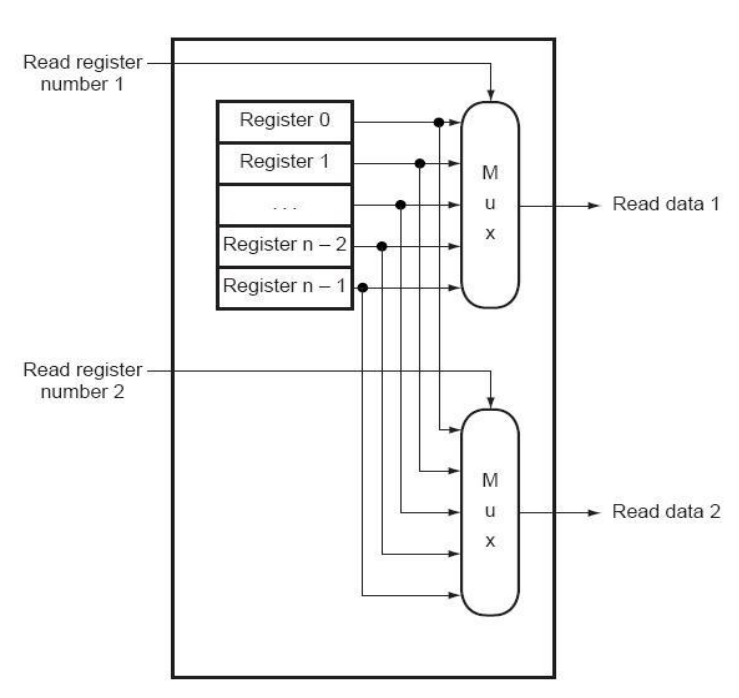 Read register
number 1
Register 0
Register 1
. . .
Register n – 2
Register n – 1
M
u
x
Read data 1
Read register
number 2
M
u
x
Read data 2